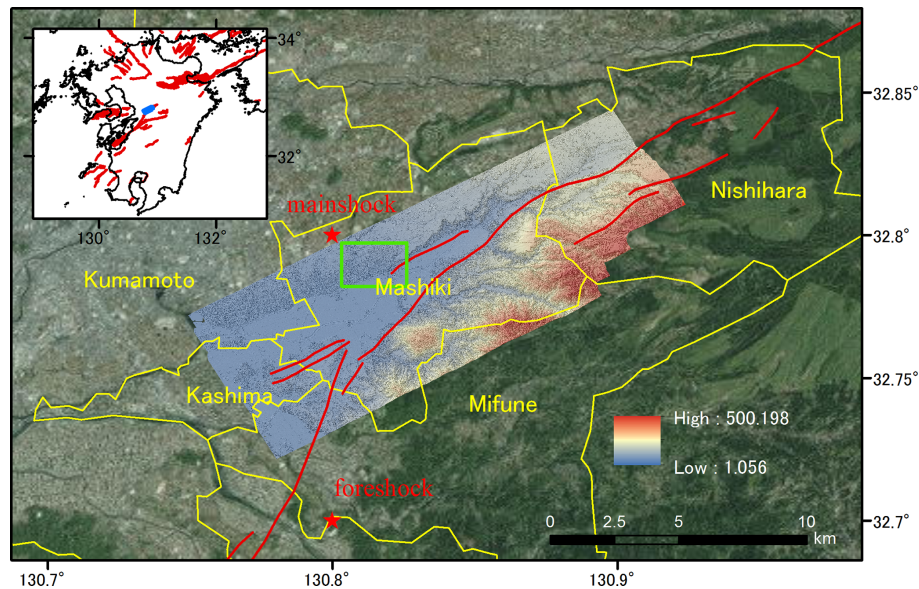 34°
32°
130°
132°
32.85°
mainshock
Nishihara
32.8°
Kumamoto
Mashiki
32.75°
Kashima
Mifune
High : 500.198
Low : 1.056
foreshock
32.7°
0 2.5 5 10
km
130.7°
130.8°
130.9°